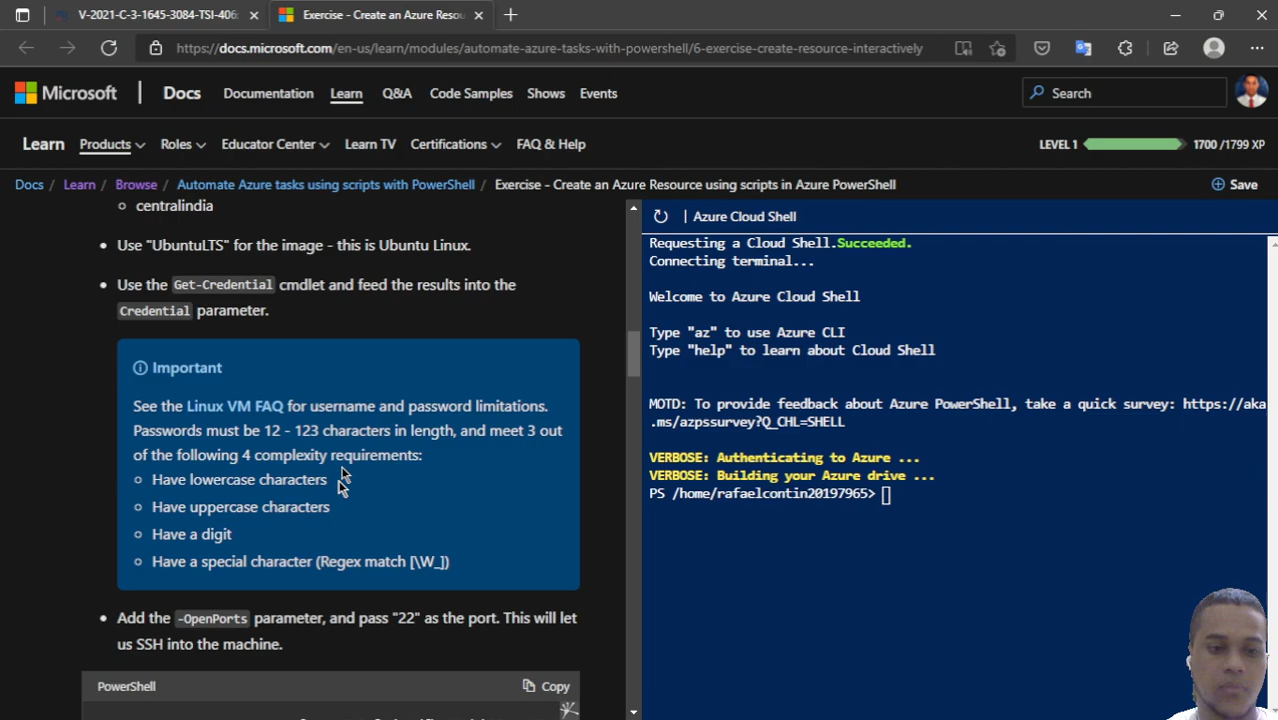 V-2021-C-3-1645-3084-TSI-406:
Exercise - Create an Azure Resou
https://docs.microsoft.com/en-us/learn/modules/automate-azure-tasks-with-powershell/6-exercise-create-resource-interactively
Microsoft | Docs Documentation Learn Q&A Code Samples Shows Events Search
Learn Products Roles Educator Center Learn TV Certifications FAQ & Help LEVEL 1 1700 /1799 XP
Docs / Learn / Browse / Automate Azure tasks using scripts with PowerShell / Exercise - Create an Azure Resource using scripts in Azure PowerShell Save
centralindia
Use "UbuntuLTS" for the image - this is Ubuntu Linux.
Use the Get-Credential cmdlet and feed the results into the
Credential parameter.
Important
See the Linux VM FAQ for username and password limitations.
Passwords must be 12 - 123 characters in length, and meet 3 out
of the following 4 complexity requirements:
Have lowercase characters
Have uppercase characters
Have a digit
Have a special character (Regex match [\W_])
Add the -OpenPorts parameter, and pass "22" as the port. This will let
us SSH into the machine.
PowerShell Copy
| Azure Cloud Shell
Requesting a Cloud Shell.Succeeded.
Connecting terminal...
Welcome to Azure Cloud Shell
Type "az" to use Azure CLI
Type "help" to learn about Cloud Shell
MOTD: To provide feedback about Azure PowerShell, take a quick survey: https://aka
.ms/azpssurvey?Q_CHL=SHELL
VERBOSE: Authenticating to Azure ...
VERBOSE: Building your Azure drive ...
PS /home/rafaelcontin20197965>